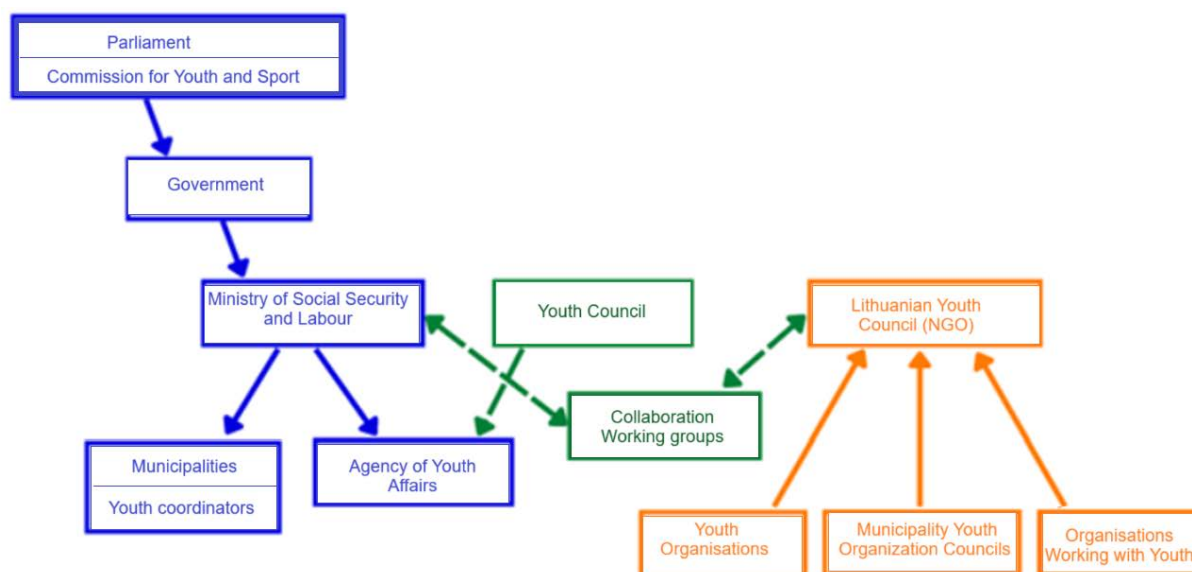 Parliament
Commission for Youth and Sport
Government
Ministry of Social Security
and Labour
Youth Council
Lithuanian Youth
Council (NGO)
Collaboration
Working groups
Municipalities
Youth coordinators
Agency of Youth
Affairs
Youth
Organisations
Municipality Youth
Organization Councils
Organisations
Working with Youth